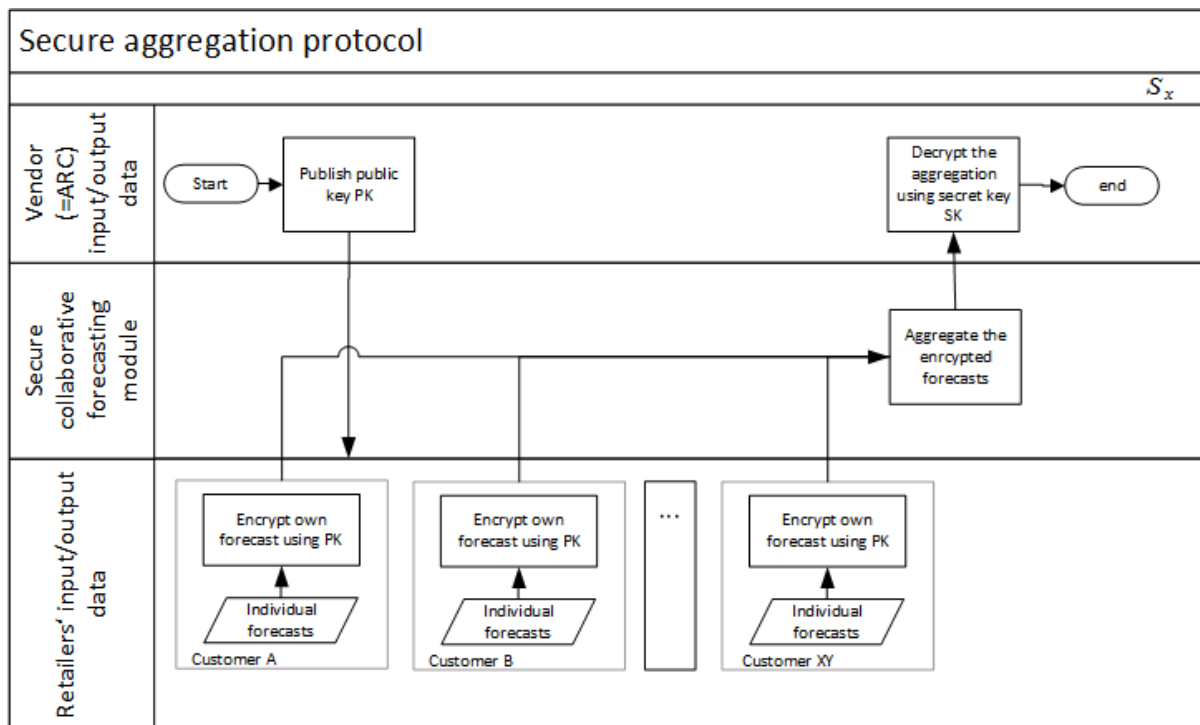 Secure aggregation protocol
Sx
Vendor
(=ARC)
input/output
data
Start
Publish public
key PK
Decrypt the
aggregation
using secret key
SK
end
Secure
collaborative
forecasting
module
Aggregate the
enrcypted
forecasts
Retailers‘ input/output
data
Encrypt own
forecast using PK
Individual
forecasts
Customer A
Encrypt own
forecast using PK
Individual
forecasts
Customer B
...
Encrypt own
forecast using PK
Individual
forecasts
Customer XY